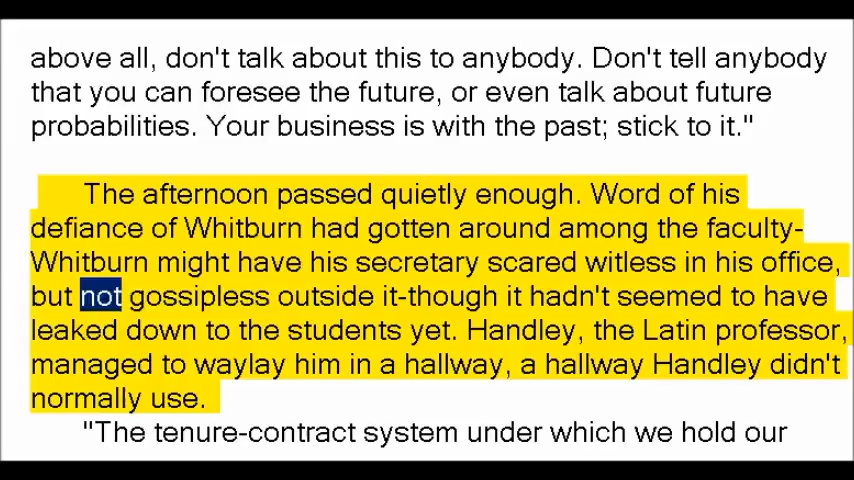 above all, don't talk about this to anybody. Don't tell anybody
that you can foresee the future, or even talk about future
probabilities. Your business is with the past; stick to it."
The afternoon passed quietly enough. Word of his
defiance of Whitburn had gotten around among the faculty-
Whitburn might have his secretary scared witless in his office,
but not gossipless outside it-though it hadn't seemed to have
leaked down to the students yet. Handley, the Latin professor,
managed to waylay him in a hallway, a hallway Handley didn't
normally use.
"The tenure-contract system under which we hold our